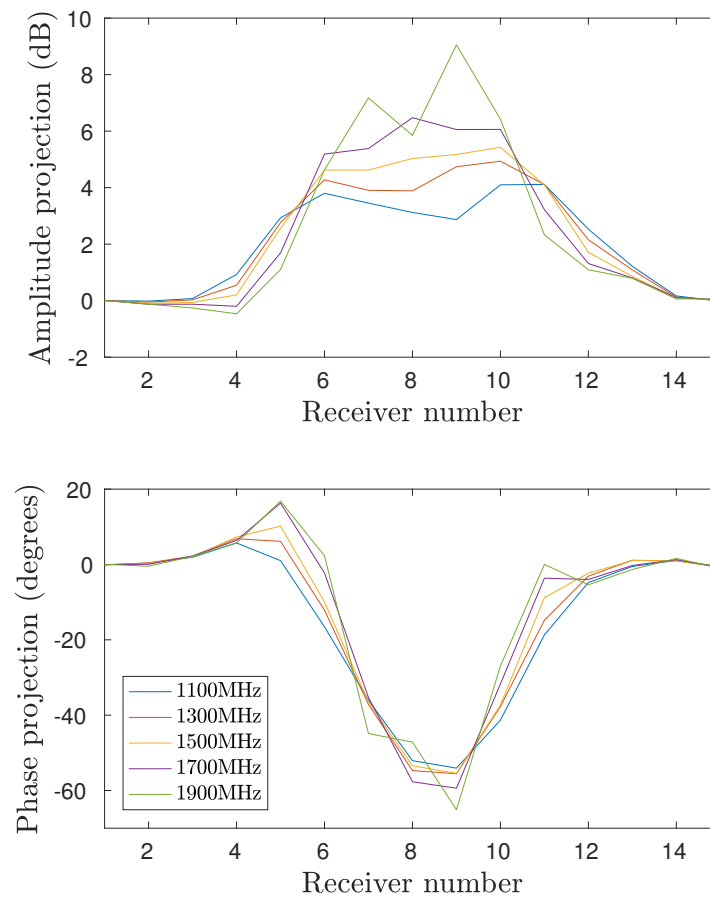 Amplitude projection (dB)
10
8
6
4
2
0
-2
2 4 6 8 10 12 14
Receiver number
Phase projection (degrees)
20
0
-20
-40
-60
1100MHz
1300MHz
1500MHz
1700MHz
1900MHz
2 4 6 8 10 12 14
Receiver number